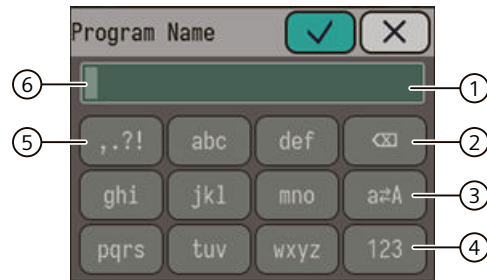 Program Name
⑥ ①
⑤ ,.?! abc def ②
ghi jkl mno a⇄A ③
pqrs tuv wxyz 123 ④